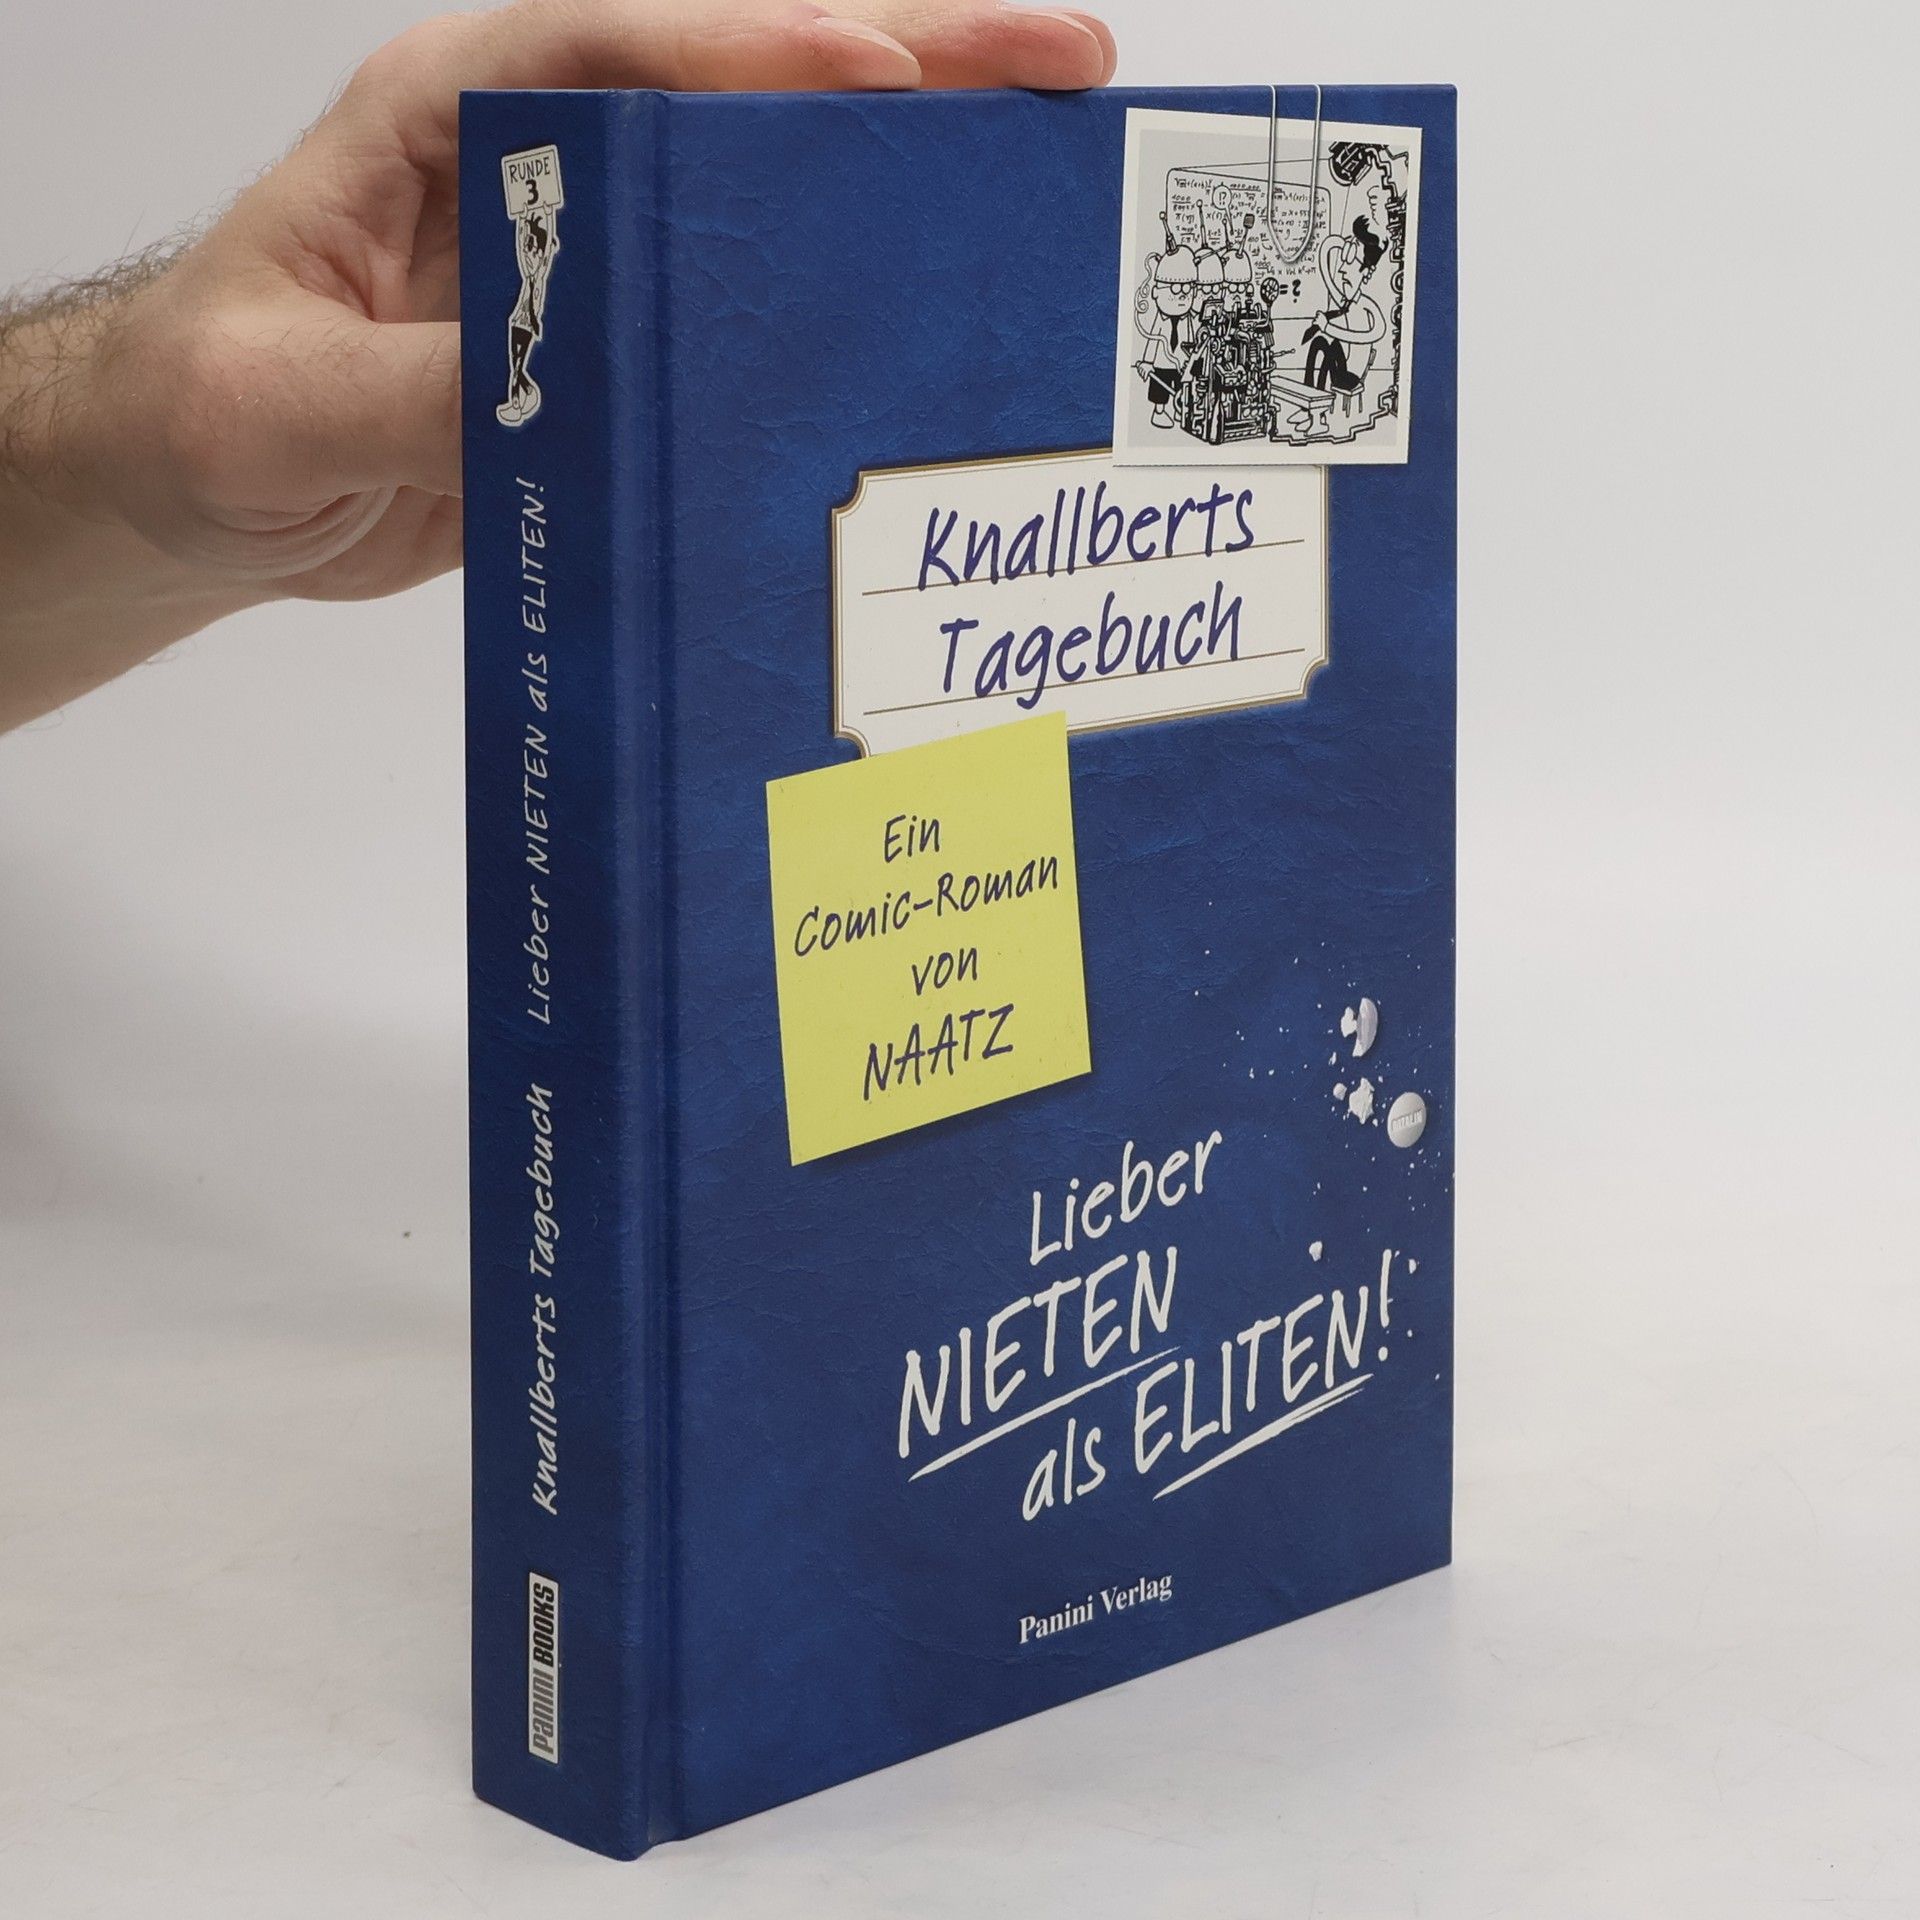 RUNDE
3
Knallberts Tagebuch Lieber NIETEN als ELITEN!
PANINI BOOKS
Knallberts
Tagebuch
Ein
Comic-Roman
von
NAATZ
Lieber
NIETEN
als ELITEN!
Panini Verlag